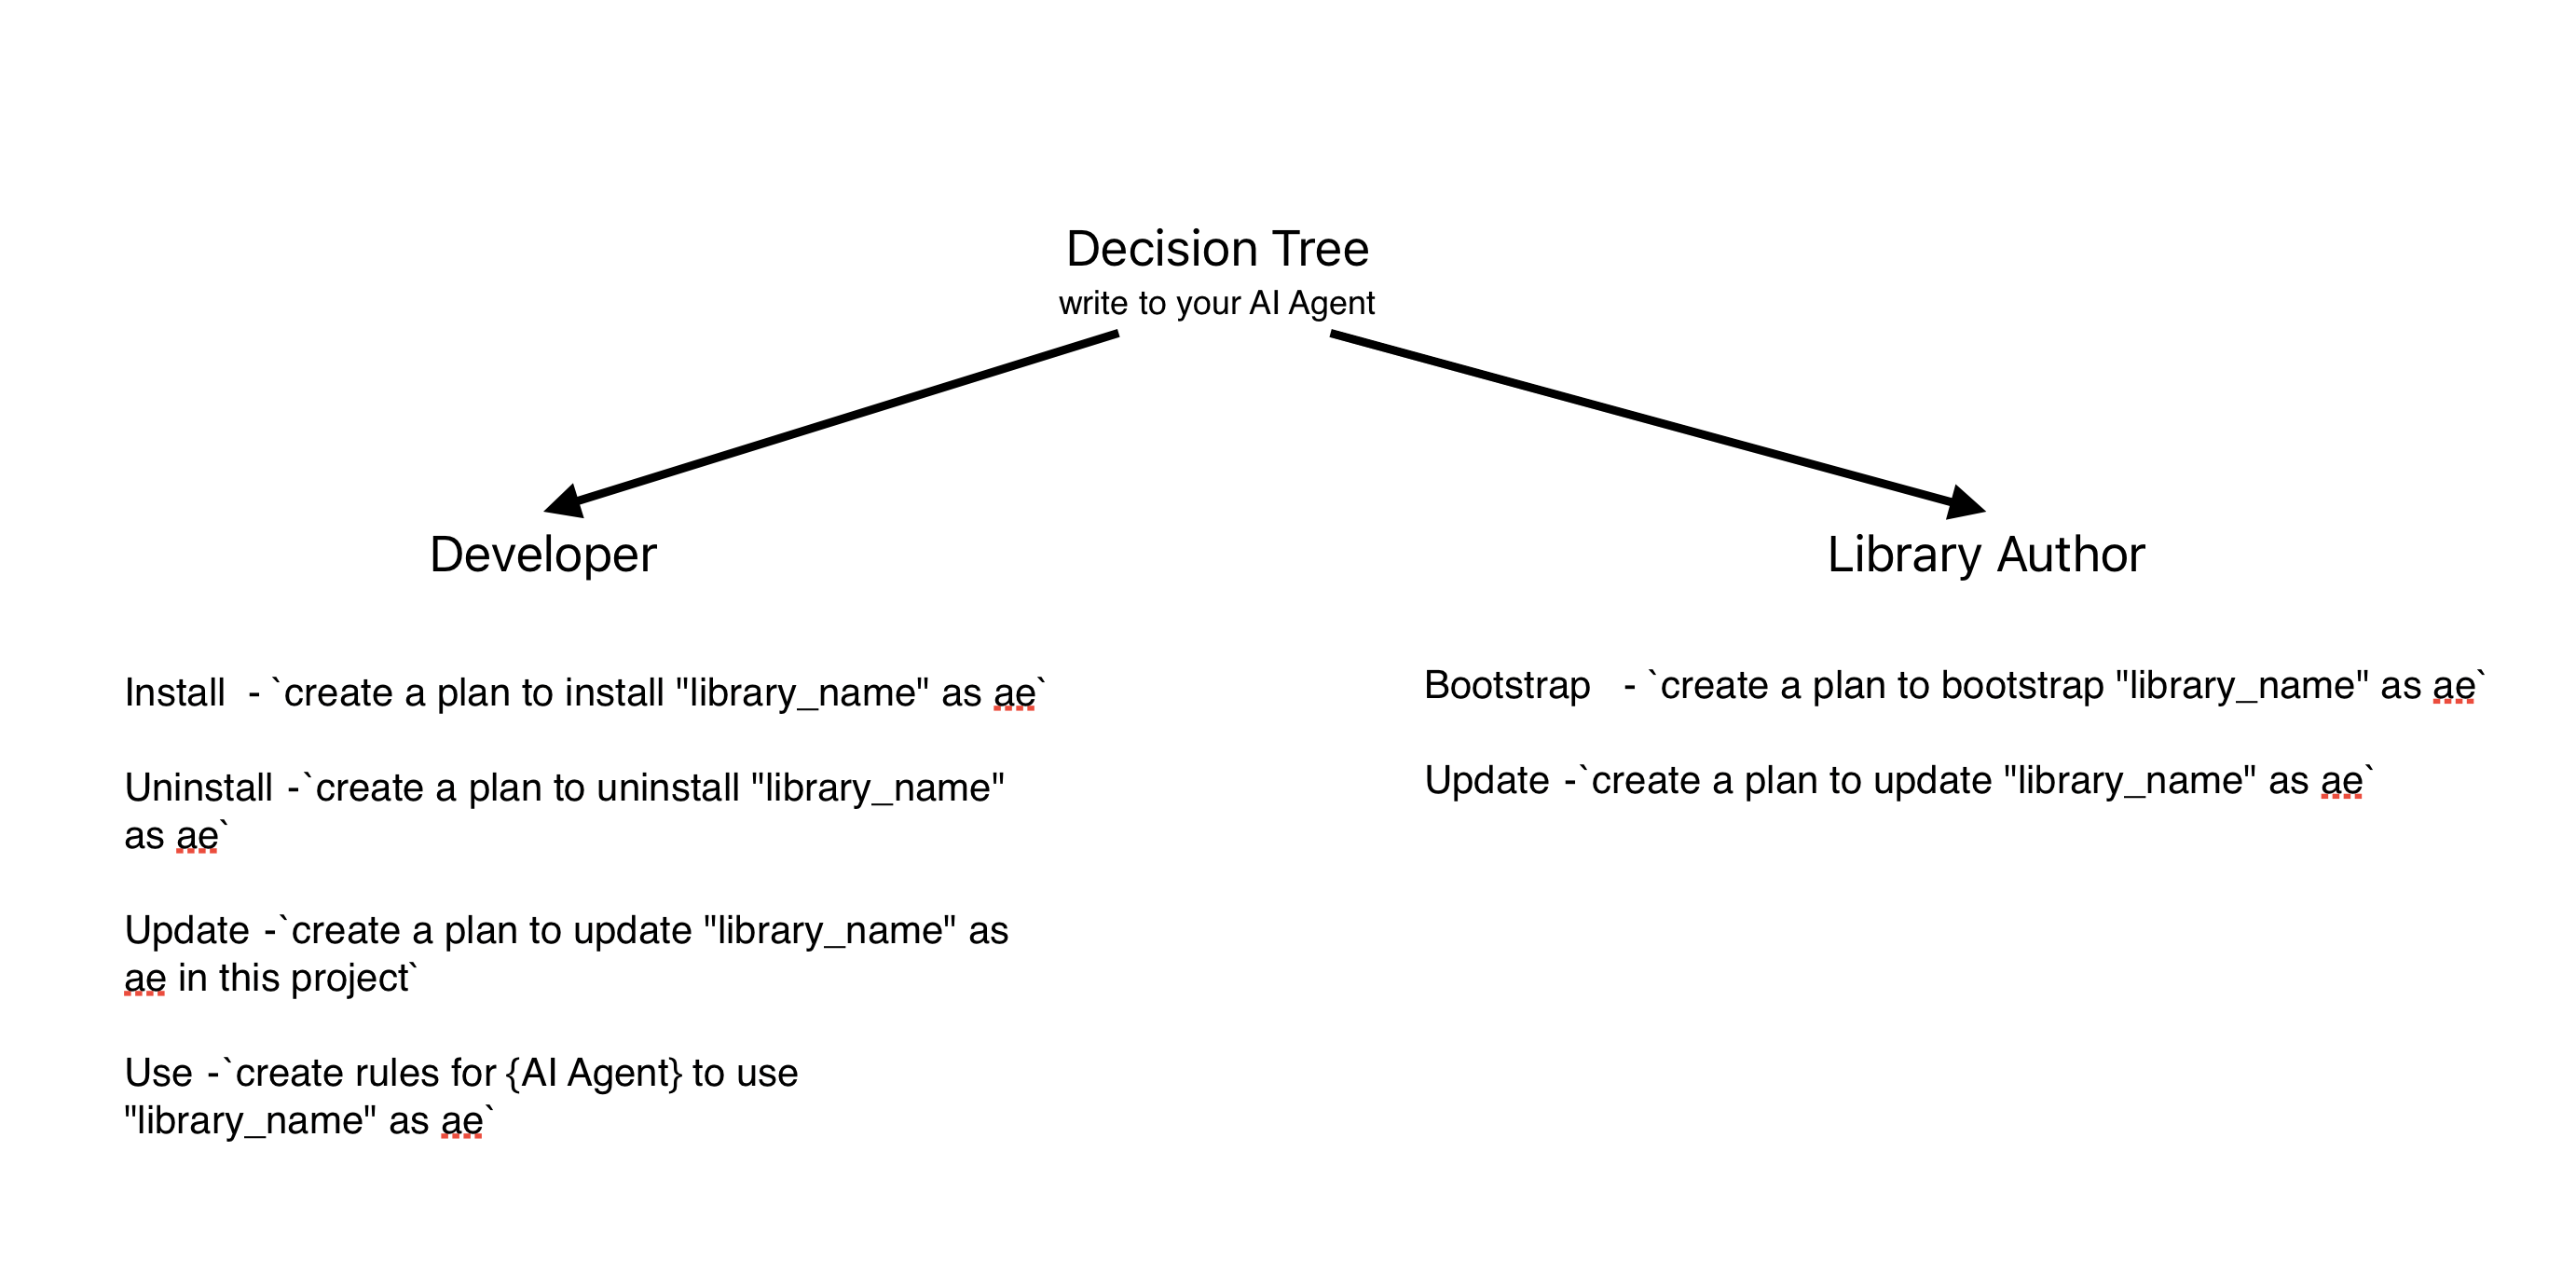 Decision Tree
write to your AI Agent
Developer
Library Author
Install  - `create a plan to install "library_name" as ae`
Uninstall -`create a plan to uninstall "library_name"
as ae`
Update -`create a plan to update "library_name" as
ae in this project`
Use -`create rules for {AI Agent} to use
"library_name" as ae`
Bootstrap   - `create a plan to bootstrap "library_name" as ae`
Update -`create a plan to update "library_name" as ae`